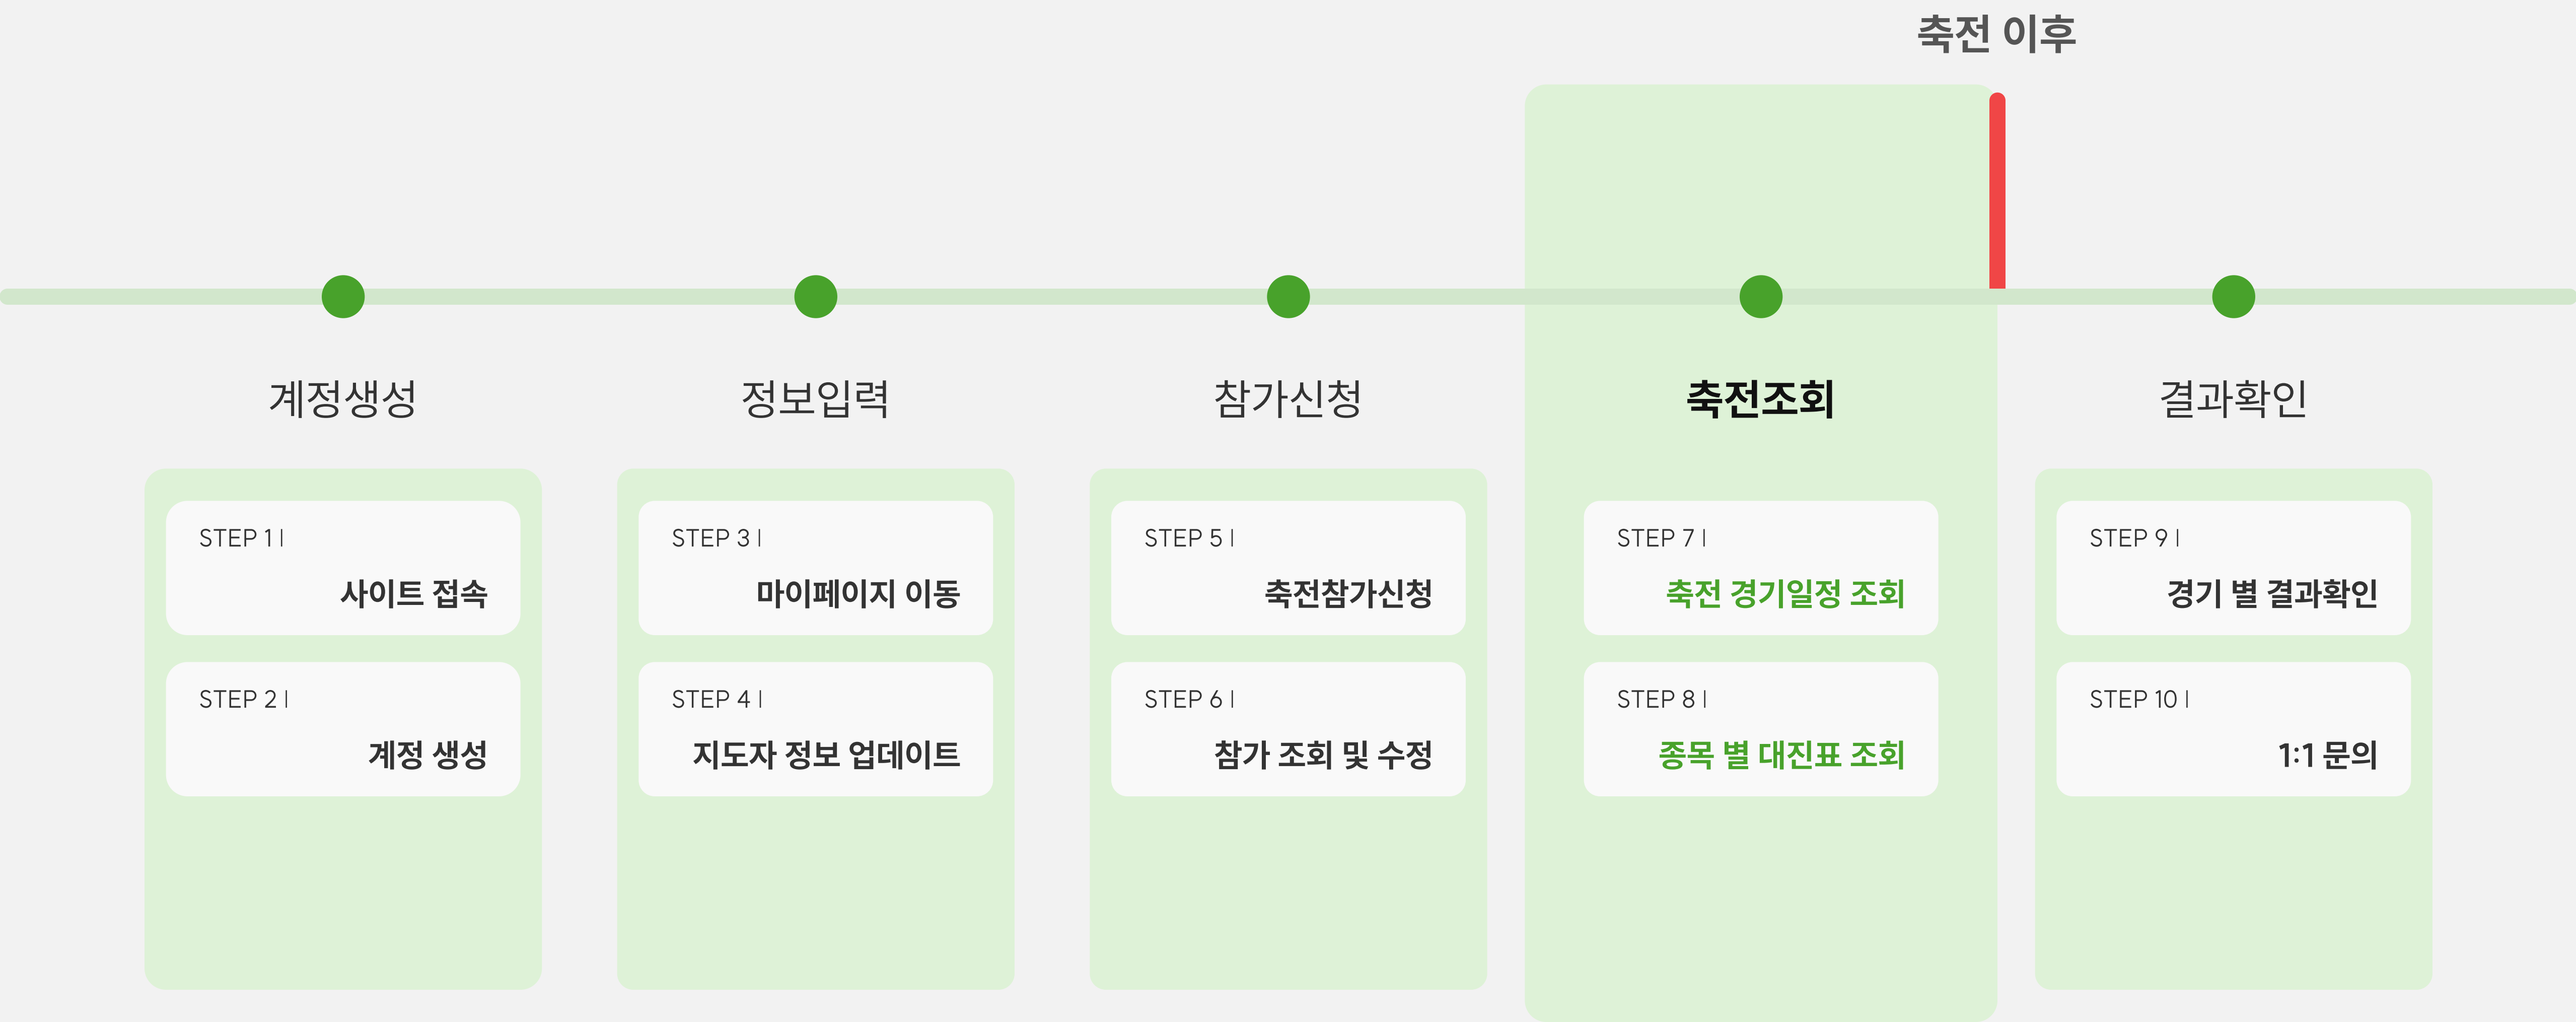 축전 이후
계정생성
정보입력
참가신청
축전조회
결과확인
STEP 1 |
사이트 접속
STEP 2 |
계정 생성
STEP 3 |
마이페이지 이동
STEP 4 |
지도자 정보 업데이트
STEP 5 |
축전참가신청
STEP 6 |
참가 조회 및 수정
STEP 7 |
축전 경기일정 조회
STEP 8 |
종목 별 대진표 조회
STEP 9 |
경기 별 결과확인
STEP 10 |
1:1 문의